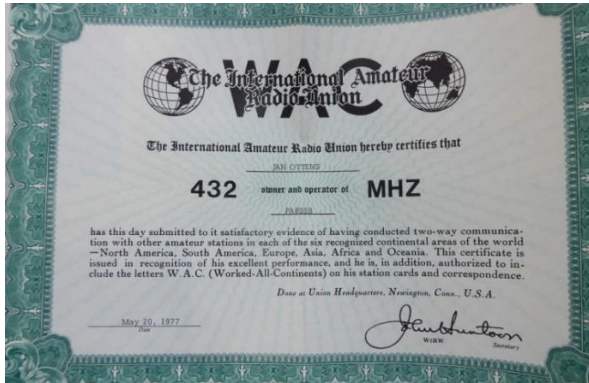 WAC
The International Amateur
Radio Union
The International Amateur Radio Union hereby certifies that
JAN OTTENS
432 owner and operator of MHZ
PAØSSB
has this day submitted to it satisfactory evidence of having conducted two-way communica-
tion with other amateur stations in each of the six recognized continental areas of the world
—North America, South America, Europe, Asia, Africa and Oceania. This certificate is
issued in recognition of his excellent performance, and he is, in addition, authorized to in-
clude the letters W.A.C. (Worked-All-Continents) on his station cards and correspondence.
Done at Union Headquarters, Newington, Conn., U.S.A.
May 20, 1977
Date
John Huntoon
W1RW
Secretary